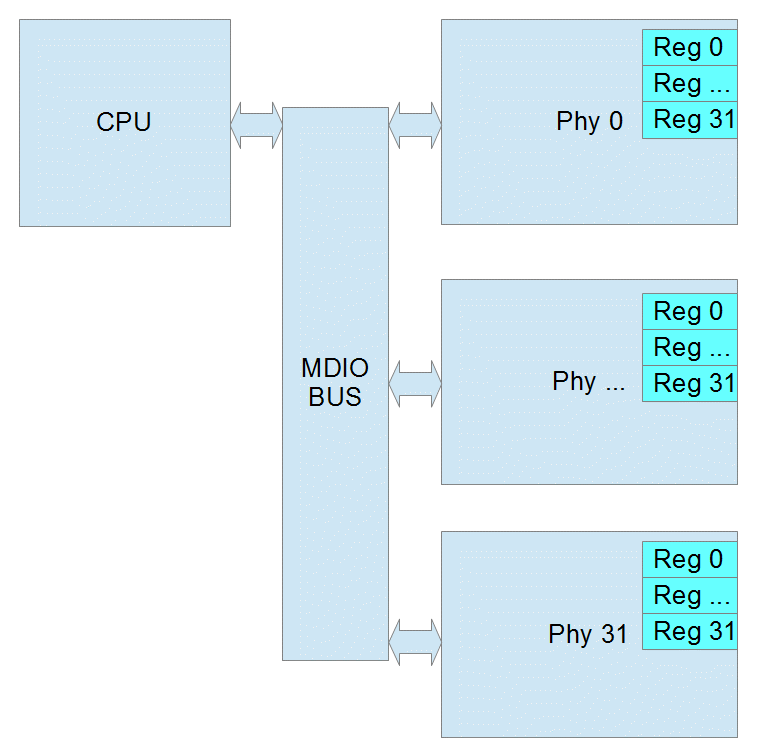 CPU
MDIO
BUS
Phy 0
Reg 0
Reg ...
Reg 31
Phy ...
Reg 0
Reg ...
Reg 31
Phy 31
Reg 0
Reg ...
Reg 31